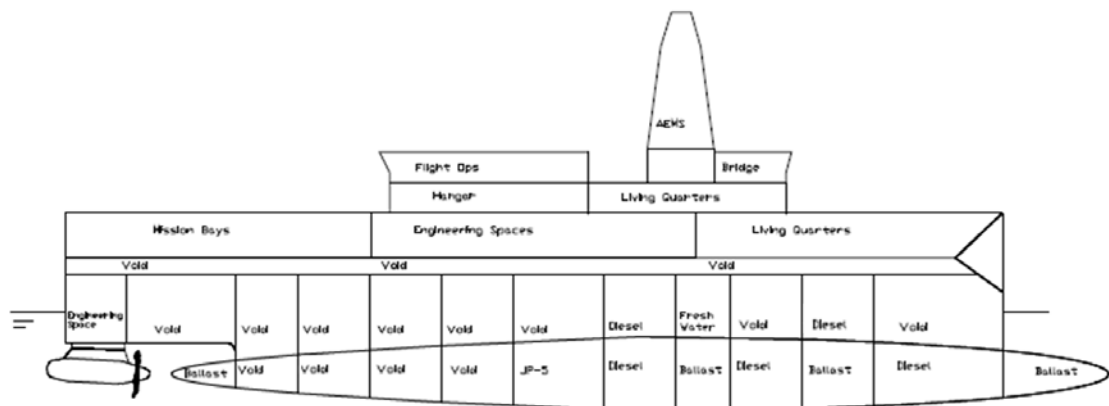 AEMS
Flight Ops
Bridge
Hangar
Living Quarters
Mission Bays
Engineering Spaces
Living Quarters
Void
Void
Void
Engineering
Space
Void
Void
Void
Void
Void
Void
Diesel
Fresh
Water
Void
Diesel
Void
Ballast
Void
Void
Void
Void
JP-5
Diesel
Ballast
Diesel
Ballast
Diesel
Ballast